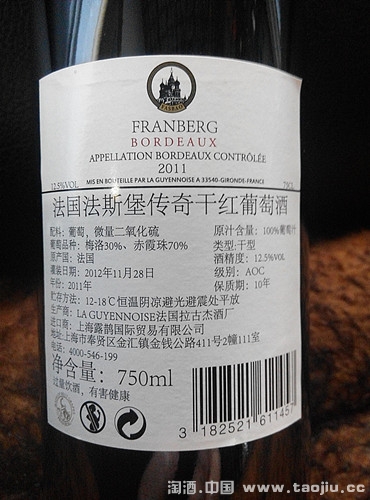 FRANBERG
BORDEAUX
APPELLATION BORDEAUX CONTRÔLÉE
2011
12.5%VOL MIS EN BOUTEILLE PAR LA GUYENNOISE A 33540-GIRONDE-FRANCE 75CL
法国法斯堡传奇干红葡萄酒
配料：葡萄，微量二氧化硫 原汁含量：100%葡萄汁
葡萄品种：梅洛30%、赤霞珠70% 类型:干型
原产国：法国 酒精度：12.5%VOL
灌装日期：2012年11月28日 级别：AOC
年份:2011年 保质期：10年
贮存方法：12-18℃恒温阴凉避光避震处平放
生产商：LA GUYENNOISE法国拉古杰酒厂
进口商：上海露鹊国际贸易有限公司
地址:上海市奉贤区金汇镇金钱公路411号2幢111室
电话：4000-546-199
净含量：750ml
过量饮酒，有害健康
3 182521 61145
淘酒.中国 www.taojiu.cc